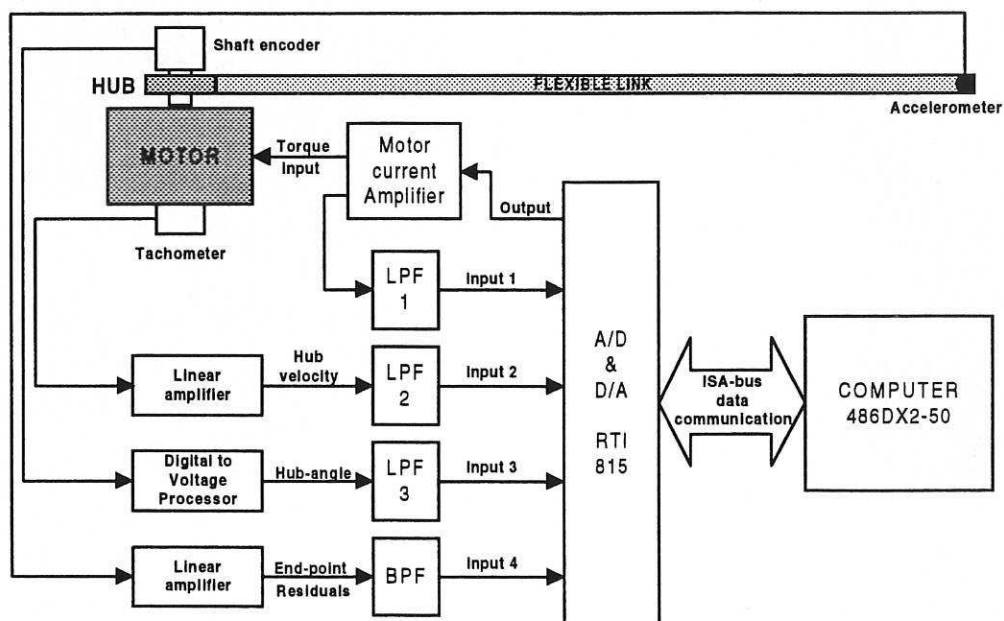 Shaft encoder
HUB
FLEXIBLE LINK
Accelerometer
MOTOR
Torque
Input
Motor
current
Amplifier
Output
Tachometer
LPF
1
Input 1
Linear
amplifier
Hub
velocity
LPF
2
Input 2
Digital to
Voltage
Processor
Hub-angle
LPF
3
Input 3
Linear
amplifier
End-point
Residuals
BPF
Input 4
A/D
&
D/A
RTI
815
ISA-bus
data
communication
COMPUTER
486DX2-50